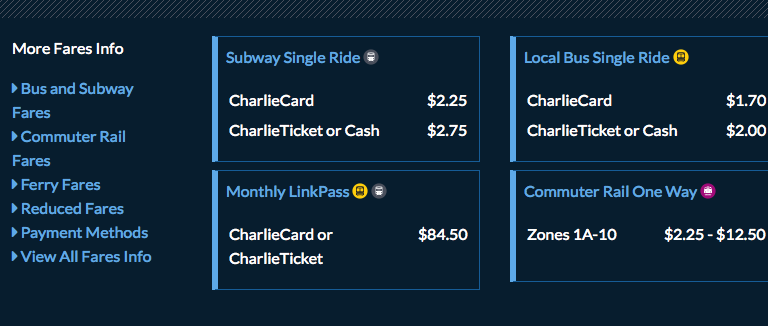 More Fares Info
Bus and Subway
Fares
Commuter Rail
Fares
Ferry Fares
Reduced Fares
Payment Methods
View All Fares Info
Subway Single Ride
CharlieCard $2.25
CharlieTicket or Cash $2.75
Local Bus Single Ride
CharlieCard $1.70
CharlieTicket or Cash $2.00
Monthly LinkPass
CharlieCard or $84.50
CharlieTicket
Commuter Rail One Way
Zones 1A-10 $2.25 - $12.50